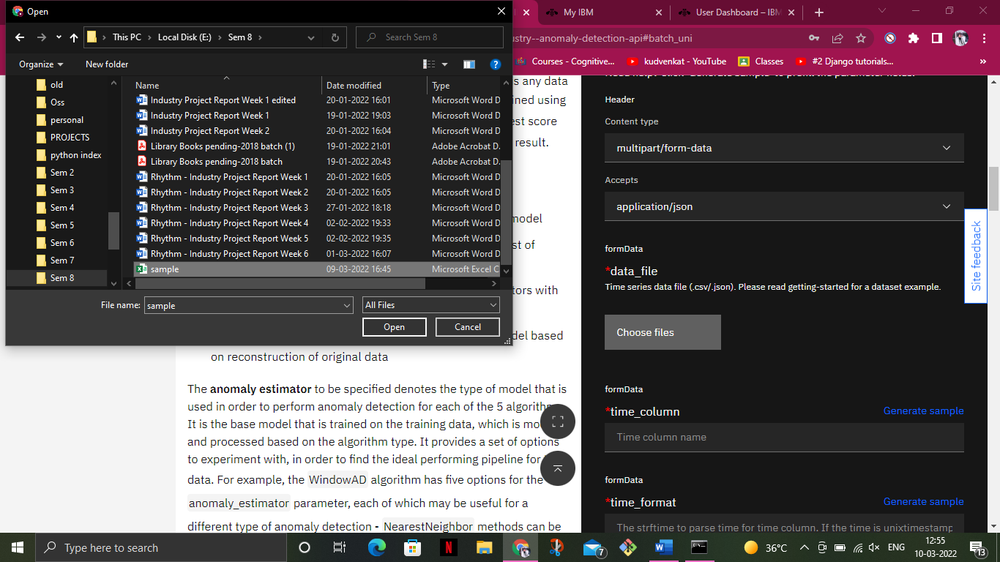 Open
My IBM
User Dashboard – IBM
This PC > Local Disk (E:) > Sem 8 >
Search Sem 8
ustry--anomaly-detection-api#batch_uni
Organize
New folder
Courses - Cognitive...
kudvenkat - YouTube
Classes
#2 Django tutorials...
»
old
Oss
personal
PROJECTS
python index
Sem 2
Sem 3
Sem 4
Sem 5
Sem 6
Sem 7
Sem 8
Name Date modified Type
Industry Project Report Week 1 edited 20-01-2022 16:01 Microsoft Word D
Industry Project Report Week 1 19-01-2022 19:03 Microsoft Word D
Industry Project Report Week 2 20-01-2022 16:04 Microsoft Word D
Library Books pending-2018 batch (1) 19-01-2022 21:01 Adobe Acrobat D.
Library Books pending-2018 batch 19-01-2022 20:43 Adobe Acrobat D.
Rhythm - Industry Project Report Week 1 20-01-2022 16:05 Microsoft Word D
Rhythm - Industry Project Report Week 2 20-01-2022 16:05 Microsoft Word D
Rhythm - Industry Project Report Week 3 27-01-2022 18:18 Microsoft Word D
Rhythm - Industry Project Report Week 4 02-02-2022 19:33 Microsoft Word D
Rhythm - Industry Project Report Week 5 02-02-2022 19:35 Microsoft Word D
Rhythm - Industry Project Report Week 6 01-03-2022 16:07 Microsoft Word D
sample 09-03-2022 16:45 Microsoft Excel C
File name: sample
All Files
Open
Cancel
s any data
ined using
est score
result.
model
st of
tors with
del based
on reconstruction of original data
The anomaly estimator to be specified denotes the type of model that is
used in order to perform anomaly detection for each of the 5 algorithm
It is the base model that is trained on the training data, which is mo
and processed based on the algorithm type. It provides a set of options
to experiment with, in order to find the ideal performing pipeline for
data. For example, the WindowAD algorithm has five options for the
anomaly_estimator parameter, each of which may be useful for a
different type of anomaly detection - NearestNeighbor methods can be
Header
Content type
multipart/form-data
Accepts
application/json
formData
*data_file
Time series data file (.csv/.json). Please read getting-started for a dataset example.
Choose files
formData
*time_column
Generate sample
Time column name
formData
*time_format
Generate sample
The strftime to parse time for time column. If the time is unixtimestamp
Site feedback
Type here to search
7
36°C
ENG
12:55
10-03-2022
13